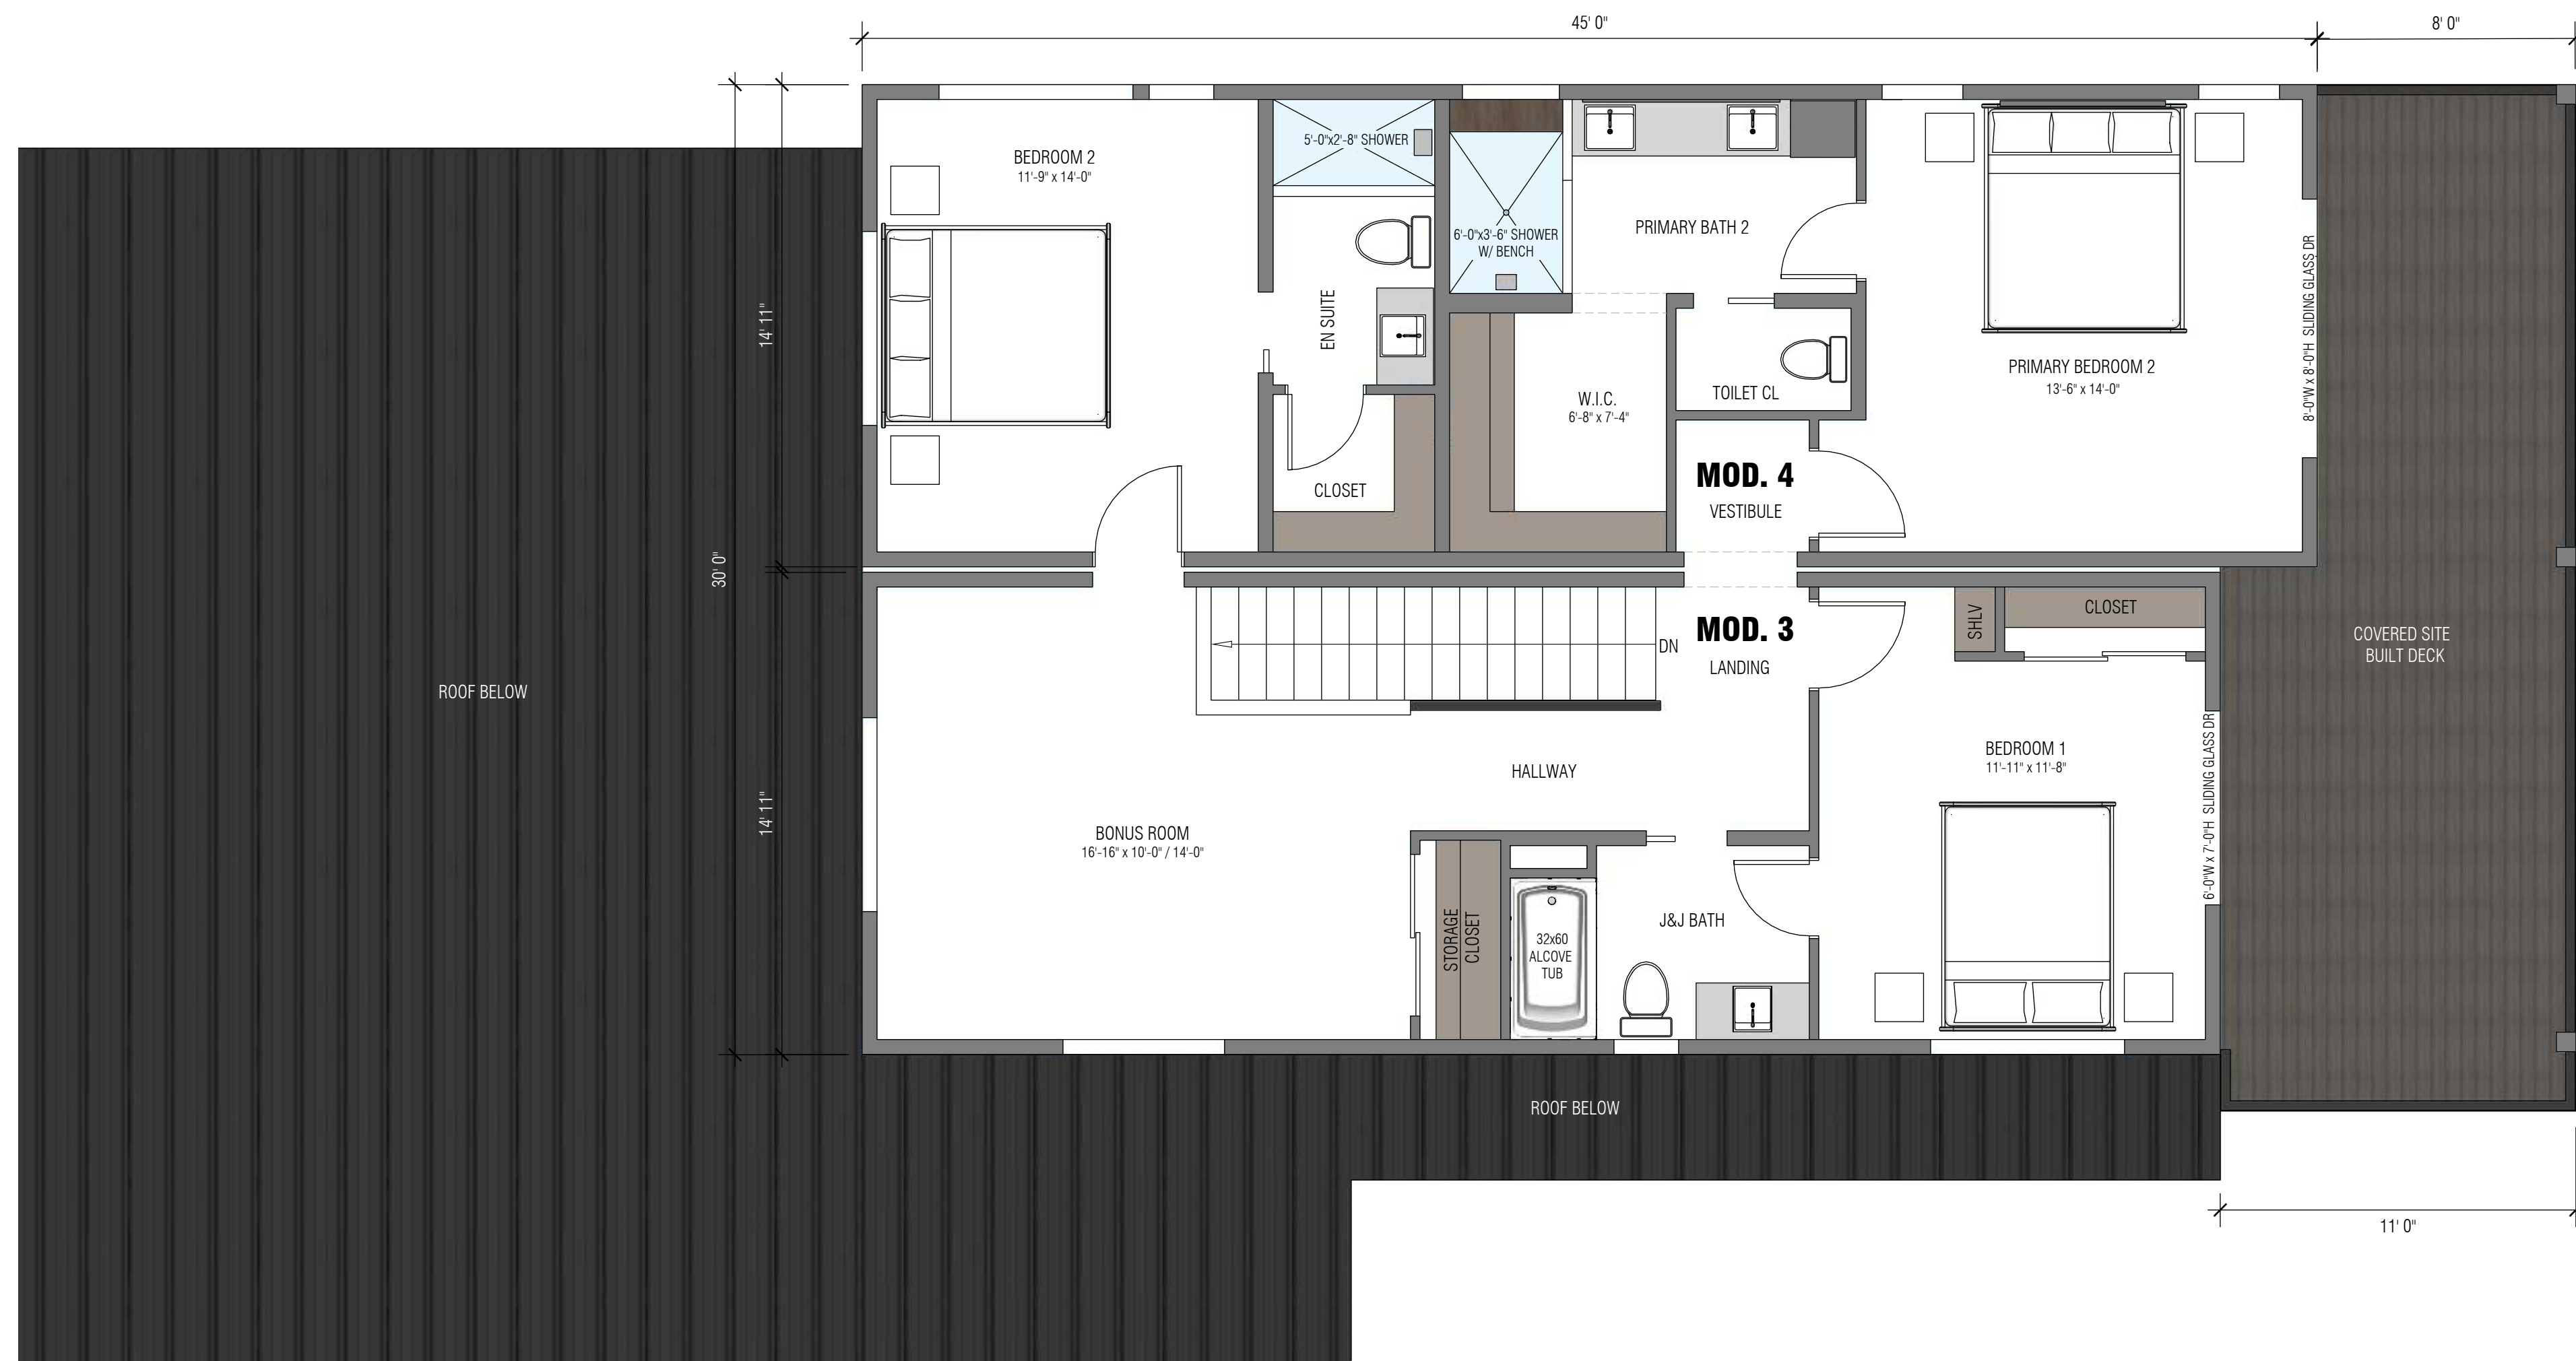 45' 0"
8' 0"
BEDROOM 2
11'-9" x 14'-0"
5'-0"x2'-8" SHOWER
EN SUITE
CLOSET
6'-0"x3'-6" SHOWER
W/ BENCH
PRIMARY BATH 2
W.I.C.
6'-8" x 7'-4"
TOILET CL
MOD. 4
VESTIBULE
PRIMARY BEDROOM 2
13'-6" x 14'-0"
8'-0"W x 8'-0"H SLIDING GLASS DR
14' 11"
30' 0"
14' 11"
ROOF BELOW
DN
MOD. 3
LANDING
SHLV
CLOSET
COVERED SITE
BUILT DECK
HALLWAY
BEDROOM 1
11'-11" x 11'-8"
6'-0"W x 7'-0"H SLIDING GLASS DR
BONUS ROOM
16'-16" x 10'-0" / 14'-0"
STORAGE
CLOSET
32x60
ALCOVE
TUB
J&J BATH
ROOF BELOW
11' 0"